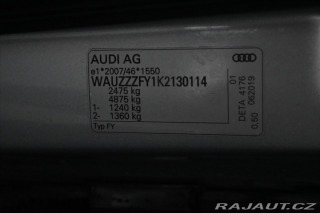 AUDI AG
e1*2007/46*1550
WAUZZZFY1K2130114
2475 kg
4875 kg
1- 1240 kg
2- 1360 kg
Typ FY
01
DETA 4176
0.50 062019
RAJAUT.CZ